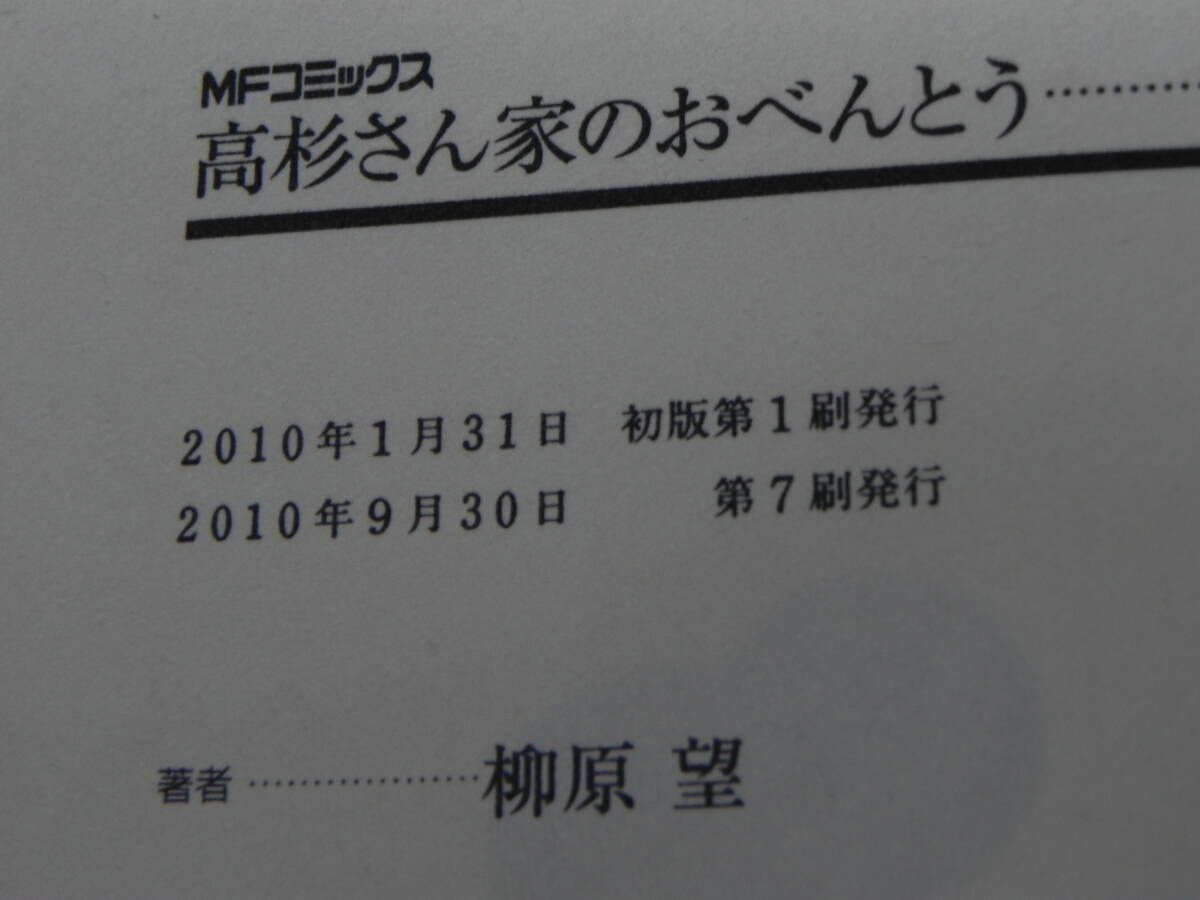 MFコミックス
高杉さん家のおべんとう…………
2010年1月31日　初版第1刷発行
2010年9月30日　　　第7刷発行
著者 ………………… 柳原 望